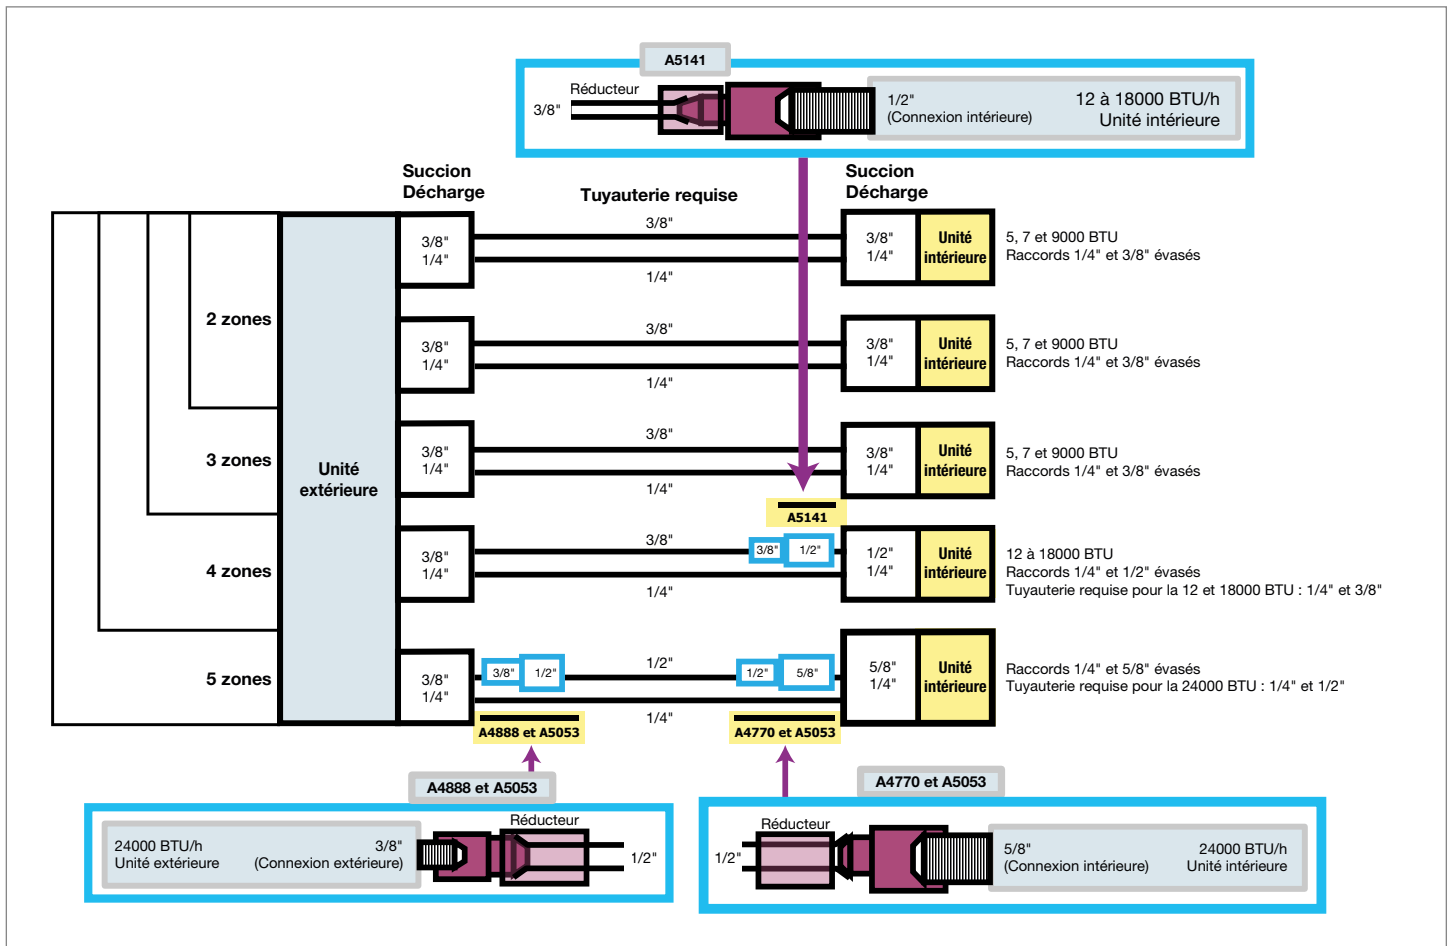 A5141
Réducteur
3/8"
1/2"
(Connexion intérieure)
12 à 18000 BTU/h
Unité intérieure
Succion
Décharge
Tuyauterie requise
Succion
Décharge
2 zones
3 zones
4 zones
5 zones
Unité
extérieure
3/8"
1/4"
3/8"
1/4"
3/8"
1/4"
Unité
intérieure
5, 7 et 9000 BTU
Raccords 1/4" et 3/8" évasés
3/8"
1/4"
3/8"
1/4"
3/8"
1/4"
Unité
intérieure
5, 7 et 9000 BTU
Raccords 1/4" et 3/8" évasés
3/8"
1/4"
3/8"
1/4"
3/8"
1/4"
Unité
intérieure
5, 7 et 9000 BTU
Raccords 1/4" et 3/8" évasés
A5141
3/8"
1/4"
3/8"
1/4"
3/8"
1/2"
1/2"
1/4"
Unité
intérieure
12 à 18000 BTU
Raccords 1/4" et 1/2" évasés
Tuyauterie requise pour la 12 et 18000 BTU : 1/4" et 3/8"
3/8"
1/4"
3/8"
1/2"
1/2"
1/4"
1/2"
5/8"
5/8"
1/4"
Unité
intérieure
Raccords 1/4" et 5/8" évasés
Tuyauterie requise pour la 24000 BTU : 1/4" et 1/2"
A4888 et A5053
A4770 et A5053
A4888 et A5053
24000 BTU/h
Unité extérieure
3/8"
(Connexion extérieure)
Réducteur
1/2"
A4770 et A5053
Réducteur
1/2"
5/8"
(Connexion intérieure)
24000 BTU/h
Unité intérieure